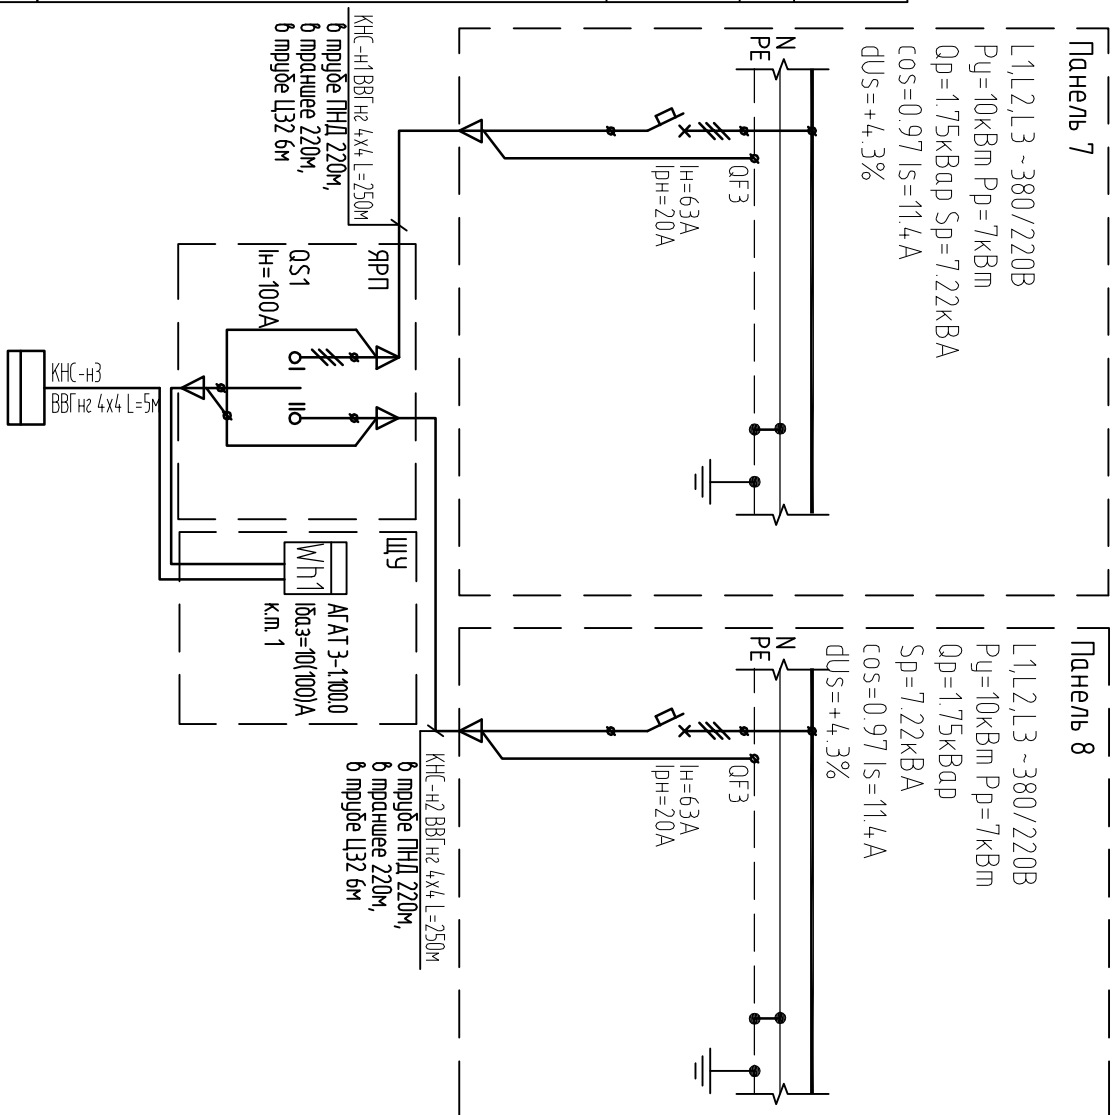 Панель 7
L1,L2,L3 ~380/220В
Ру=10кВт Рр=7кВт
Qр=1.75кВар Sр=7.22кВА
cos=0.97 Is=11.4А
dUs=+4.3%
N
PE
QF3
Iн=63А
Iрн=20А
КНС-н1 ВВГнг 4х4 L=250м
в трубе ПНД 220м,
в траншее 220м,
в трубе Ц32 6м
ЯРП
QS1
Iн=100А
I
II
КНС-н3
ВВГнг 4х4 L=5м
ЩУ
Wh1
АГАТ 3-1.100.0
Iбаз=10(100)А
к.т. 1
Панель 8
L1,L2,L3 ~380/220В
Ру=10кВт Рр=7кВт
Qр=1.75кВар
Sр=7.22кВА
cos=0.97 Is=11.4А
dUs=+4.3%
N
PE
QF3
Iн=63А
Iрн=20А
КНС-н2 ВВГнг 4х4 L=250м
в трубе ПНД 220м,
в траншее 220м,
в трубе Ц32 6м